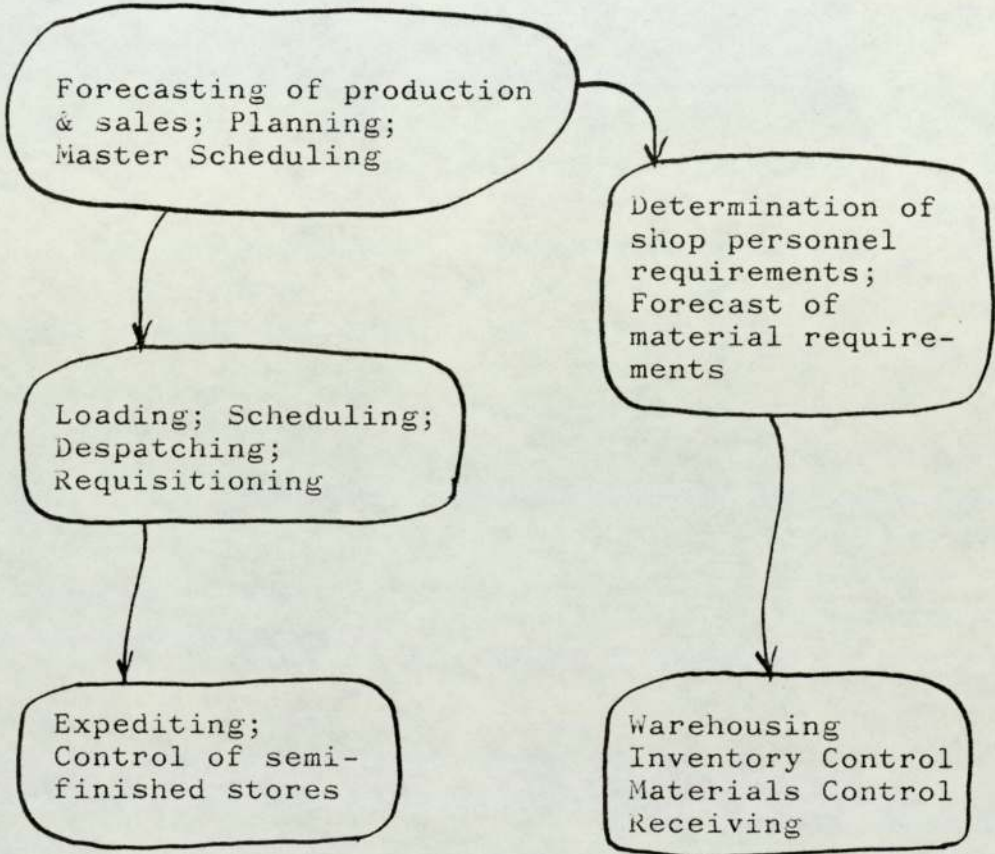 Forecasting of production
& sales; Planning;
Master Scheduling
Determination of
shop personnel
requirements;
Forecast of
material require-
ments
Loading; Scheduling;
Despatching;
Requisitioning
Expediting;
Control of semi-
finished stores
Warehousing
Inventory Control
Materials Control
Receiving